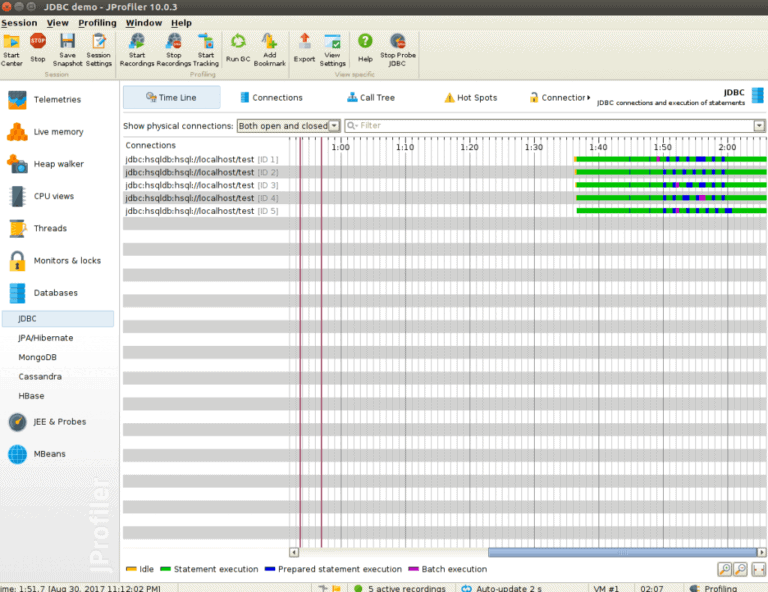 JDBC demo - JProfiler 10.0.3
Session View Profiling Window Help
Start Center
Stop
Save Snapshot
Session Settings
Start Recordings
Stop Recordings
Start Tracking
Run GC
Add Bookmark
Export
View Settings
Help
Stop Probe JDBC
Session
Profiling
View specific
Telemetries
Live memory
Heap walker
CPU views
Threads
Monitors & locks
Databases
JDBC
JPA/Hibernate
MongoDB
Cassandra
HBase
JEE & Probes
MBeans
JProfiler
Time Line
Connections
Call Tree
Hot Spots
Connection
JDBC
JDBC connections and execution of statements
Show physical connections: Both open and closed Filter
Connections
1:00 1:10 1:20 1:30 1:40 1:50 2:00
jdbc:hsqldb:hsql://localhost/test [ID 1]
jdbc:hsqldb:hsql://localhost/test [ID 2]
jdbc:hsqldb:hsql://localhost/test [ID 3]
jdbc:hsqldb:hsql://localhost/test [ID 4]
jdbc:hsqldb:hsql://localhost/test [ID 5]
Idle Statement execution Prepared statement execution Batch execution
ime: 1:51.7 [Aug 30, 2017 11:12:02 PM] 5 active recordings Auto-update 2 s VM #1 02:07 Profiling